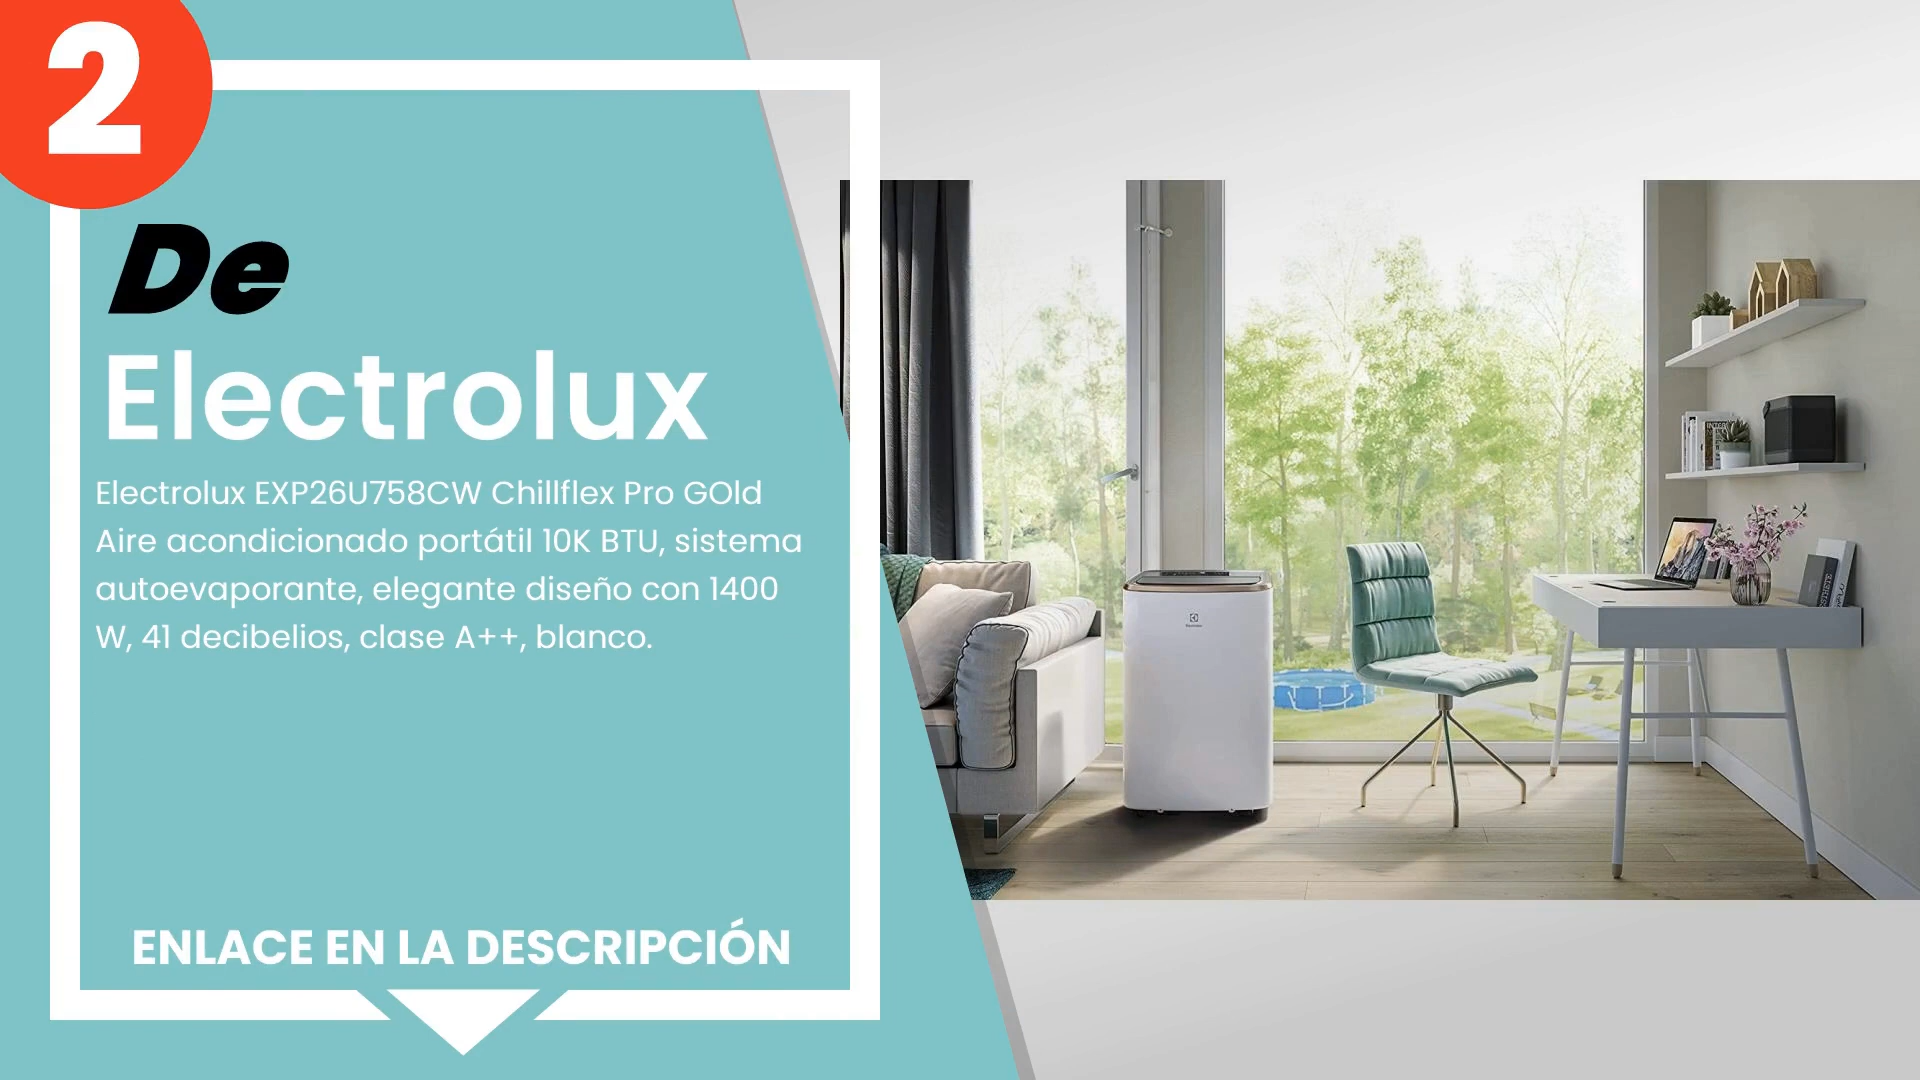 2
De
Electrolux
Electrolux EXP26U758CW Chillflex Pro GOld
Aire acondicionado portátil 10K BTU, sistema
autoevaporante, elegante diseño con 1400
W, 41 decibelios, clase A++, blanco.
ENLACE EN LA DESCRIPCIÓN
Electrolux